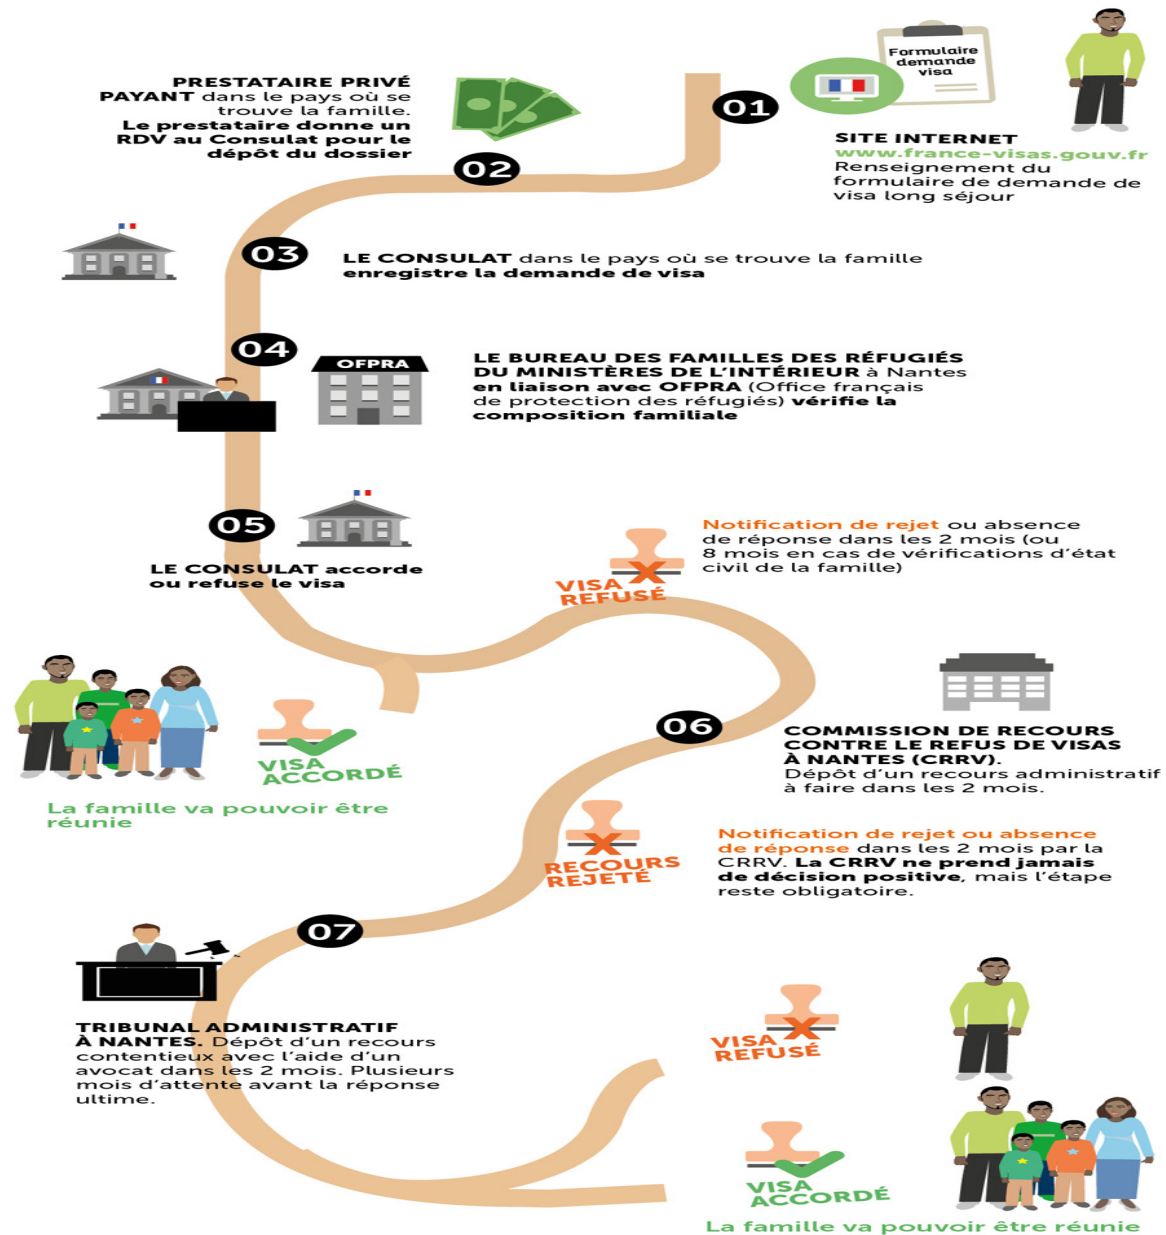 Formulaire
demande
visa
01
SITE INTERNET
www.france-visas.gouv.fr
Renseignement du
formulaire de demande de
visa long séjour
PRESTATAIRE PRIVÉ
PAYANT dans le pays où se
trouve la famille.
Le prestataire donne un
RDV au Consulat pour le
dépôt du dossier
02
03
LE CONSULAT dans le pays où se trouve la famille
enregistre la demande de visa
04
OFPRA
LE BUREAU DES FAMILLES DES RÉFUGIÉS
DU MINISTÈRES DE L'INTÉRIEUR à Nantes
en liaison avec OFPRA (Office français
de protection des réfugiés) vérifie la
composition familiale
05
LE CONSULAT accorde
ou refuse le visa
VISA
REFUSÉ
Notification de rejet ou absence
de réponse dans les 2 mois (ou
8 mois en cas de vérifications d'état
civil de la famille)
VISA
ACCORDÉ
La famille va pouvoir être
réunie
06
COMMISSION DE RECOURS
CONTRE LE REFUS DE VISAS
À NANTES (CRRV).
Dépôt d'un recours administratif
à faire dans les 2 mois.
RECOURS
REJETÉ
Notification de rejet ou absence
de réponse dans les 2 mois par la
CRRV. La CRRV ne prend jamais
de décision positive, mais l'étape
reste obligatoire.
07
TRIBUNAL ADMINISTRATIF
À NANTES. Dépôt d'un recours
contentieux avec l'aide d'un
avocat dans les 2 mois. Plusieurs
mois d'attente avant la réponse
ultime.
VISA
REFUSÉ
VISA
ACCORDÉ
La famille va pouvoir être réunie